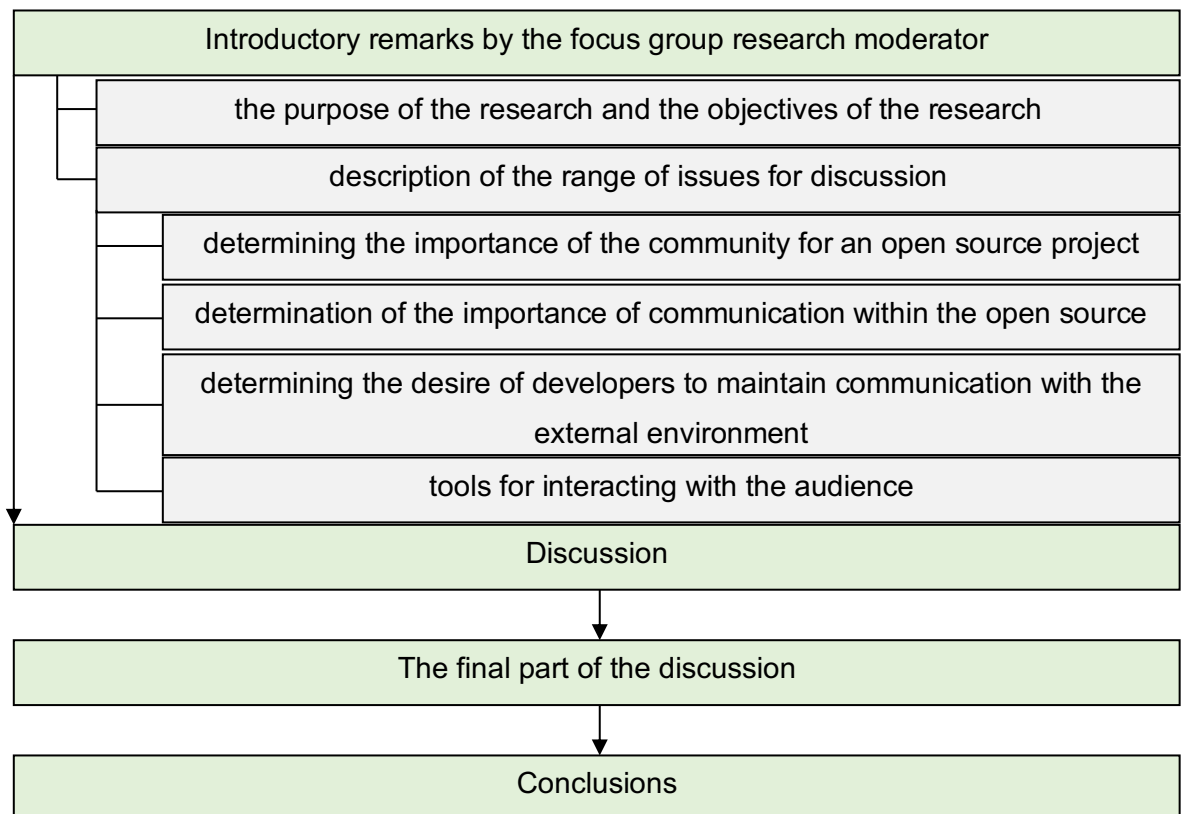 Introductory remarks by the focus group research moderator
the purpose of the research and the objectives of the research
description of the range of issues for discussion
determining the importance of the community for an open source project
determination of the importance of communication within the open source
determining the desire of developers to maintain communication with the
external environment
tools for interacting with the audience
Discussion
The final part of the discussion
Conclusions